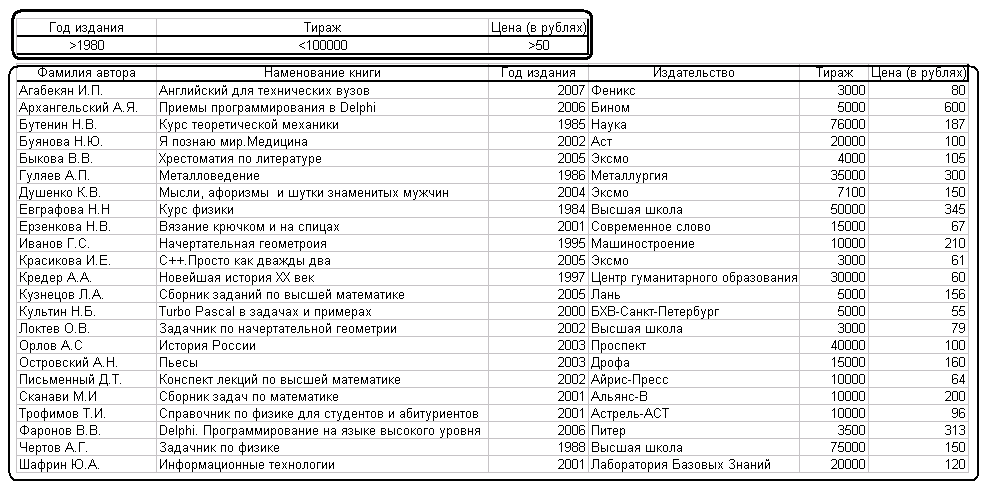 Год издания Тираж Цена (в рублях)
>1980 <100000 >50
Фамилия автора Наменование книги Год издания Издательство Тираж Цена (в рублях)
Агабекян И.П. Английский для технических вузов 2007 Феникс 3000 80
Архангельский А.Я. Приемы программирования в Delphi 2006 Бином 5000 600
Бутенин Н.В. Курс теоретической механики 1985 Наука 76000 187
Буянова Н.Ю. Я познаю мир.Медицина 2002 Аст 20000 100
Быкова В.В. Хрестоматия по литературе 2005 Эксмо 4000 105
Гуляев А.П. Металловедение 1986 Металлургия 35000 300
Душенко К.В. Мысли, афоризмы и шутки знаменитых мужчин 2004 Эксмо 7100 150
Евграфова Н.Н Курс физики 1984 Высшая школа 50000 345
Ерзенкова Н.В. Вязание крючком и на спицах 2001 Современное слово 15000 67
Иванов Г.С. Начертательная геометроия 1995 Машиностроение 10000 210
Красикова И.Е. С++.Просто как дважды два 2005 Эксмо 3000 61
Кредер А.А. Новейшая история XX век 1997 Центр гуманитарного образования 30000 60
Кузнецов Л.А. Сборник заданий по высшей математике 2005 Лань 5000 156
Культин Н.Б. Turbo Pascal в задачах и примерах 2000 БХВ-Санкт-Петербург 5000 55
Локтев О.В. Задачник по начертательной геометрии 2002 Высшая школа 3000 79
Орлов А.С История России 2003 Проспект 40000 100
Островский А.Н. Пьесы 2003 Дрофа 15000 160
Письменный Д.Т. Конспект лекций по высшей математике 2002 Айрис-Пресс 10000 64
Сканави М.И Сборник задач по математике 2001 Альянс-В 10000 200
Трофимов Т.И. Справочник по физике для студентов и абитуриентов 2001 Астрель-АСТ 10000 96
Фаронов В.В. Delphi. Программирование на языке высокого уровня 2006 Питер 3500 313
Чертов А.Г. Задачник по физике 1988 Высшая школа 75000 150
Шафрин Ю.А. Информационные технологии 2001 Лаборатория Базовых Знаний 20000 120